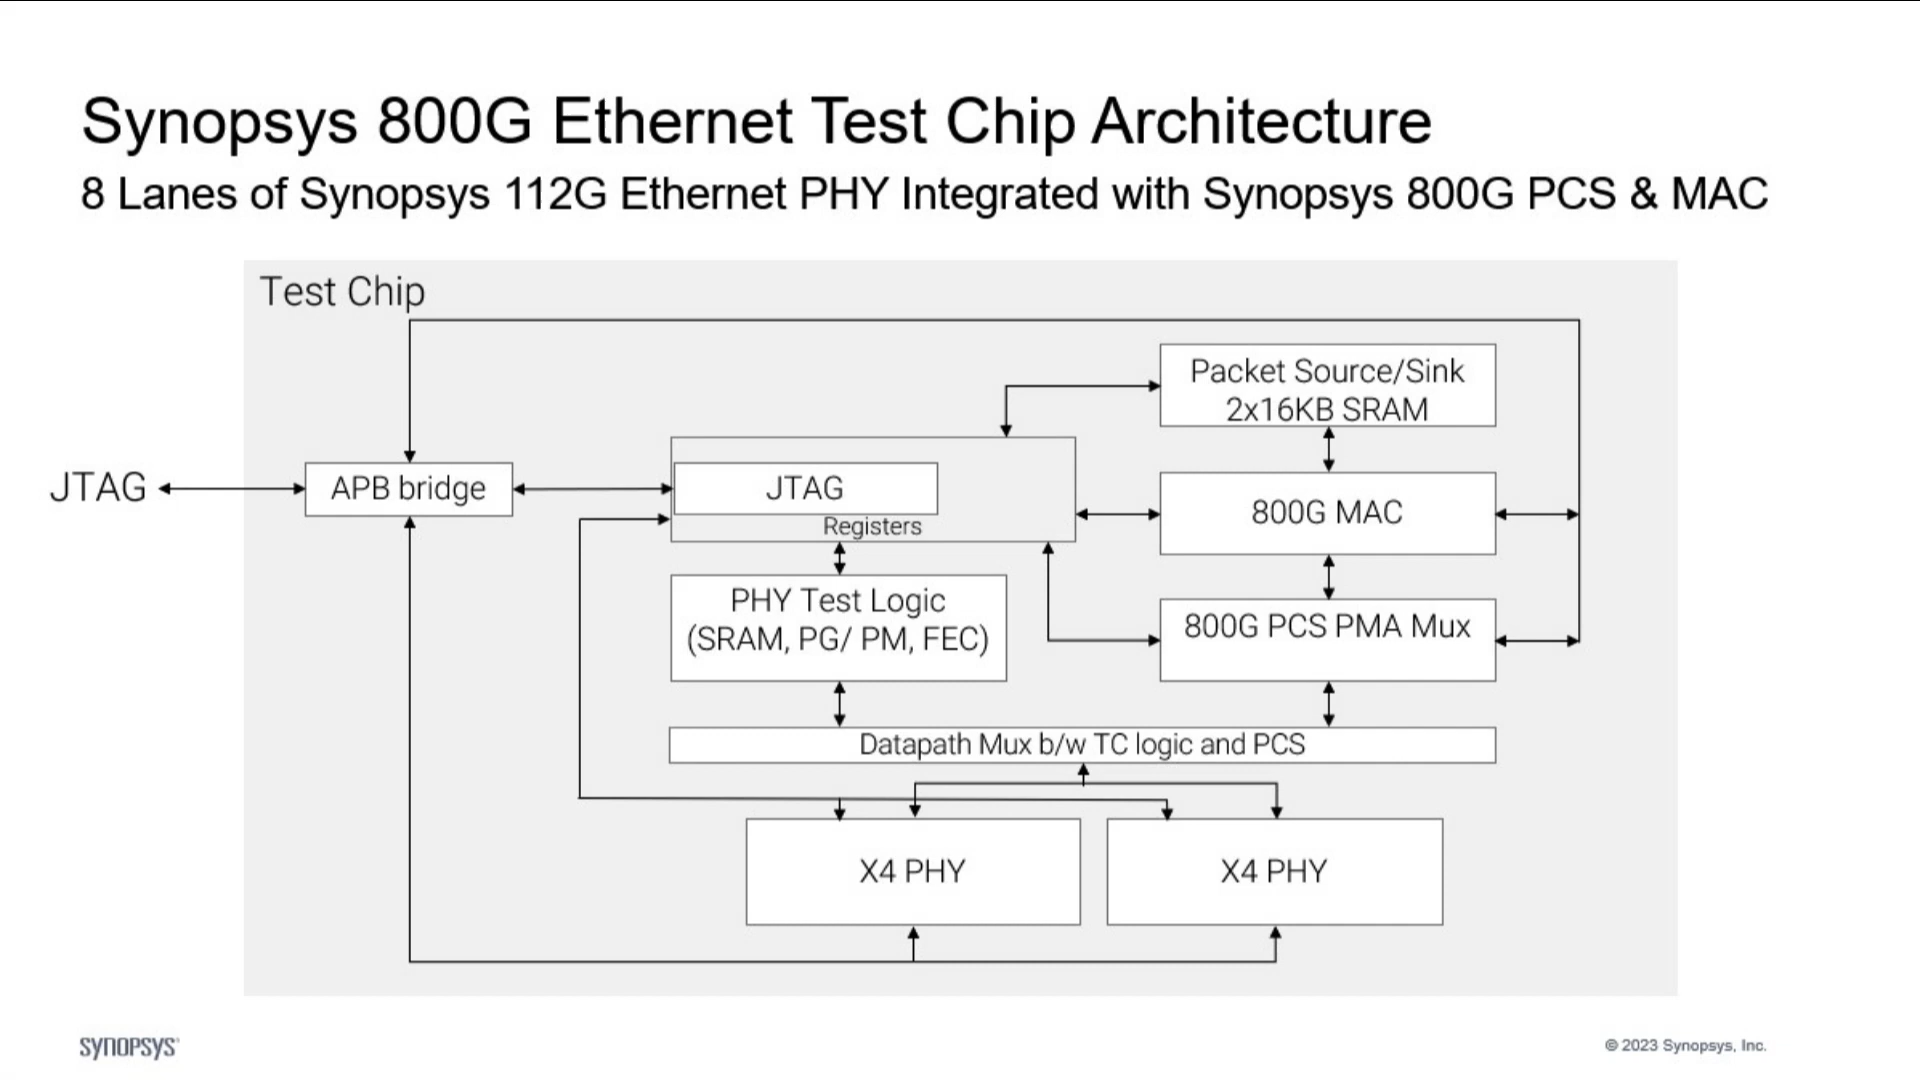 Synopsys 800G Ethernet Test Chip Architecture
8 Lanes of Synopsys 112G Ethernet PHY Integrated with Synopsys 800G PCS & MAC
Test Chip
Packet Source/Sink
2x16KB SRAM
JTAG
APB bridge
JTAG
Registers
800G MAC
PHY Test Logic
(SRAM, PG/ PM, FEC)
800G PCS PMA Mux
Datapath Mux b/w TC logic and PCS
X4 PHY
X4 PHY
SYNOPSYS®
© 2023 Synopsys, Inc.